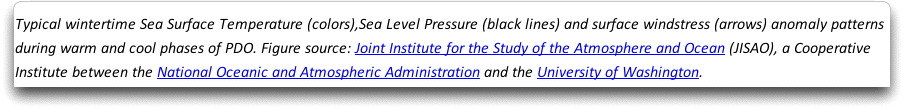 Typical wintertime Sea Surface Temperature (colors),Sea Level Pressure (black lines) and surface windstress (arrows) anomaly patterns
during warm and cool phases of PDO. Figure source: Joint Institute for the Study of the Atmosphere and Ocean (JISAO), a Cooperative
Institute between the National Oceanic and Atmospheric Administration and the University of Washington.